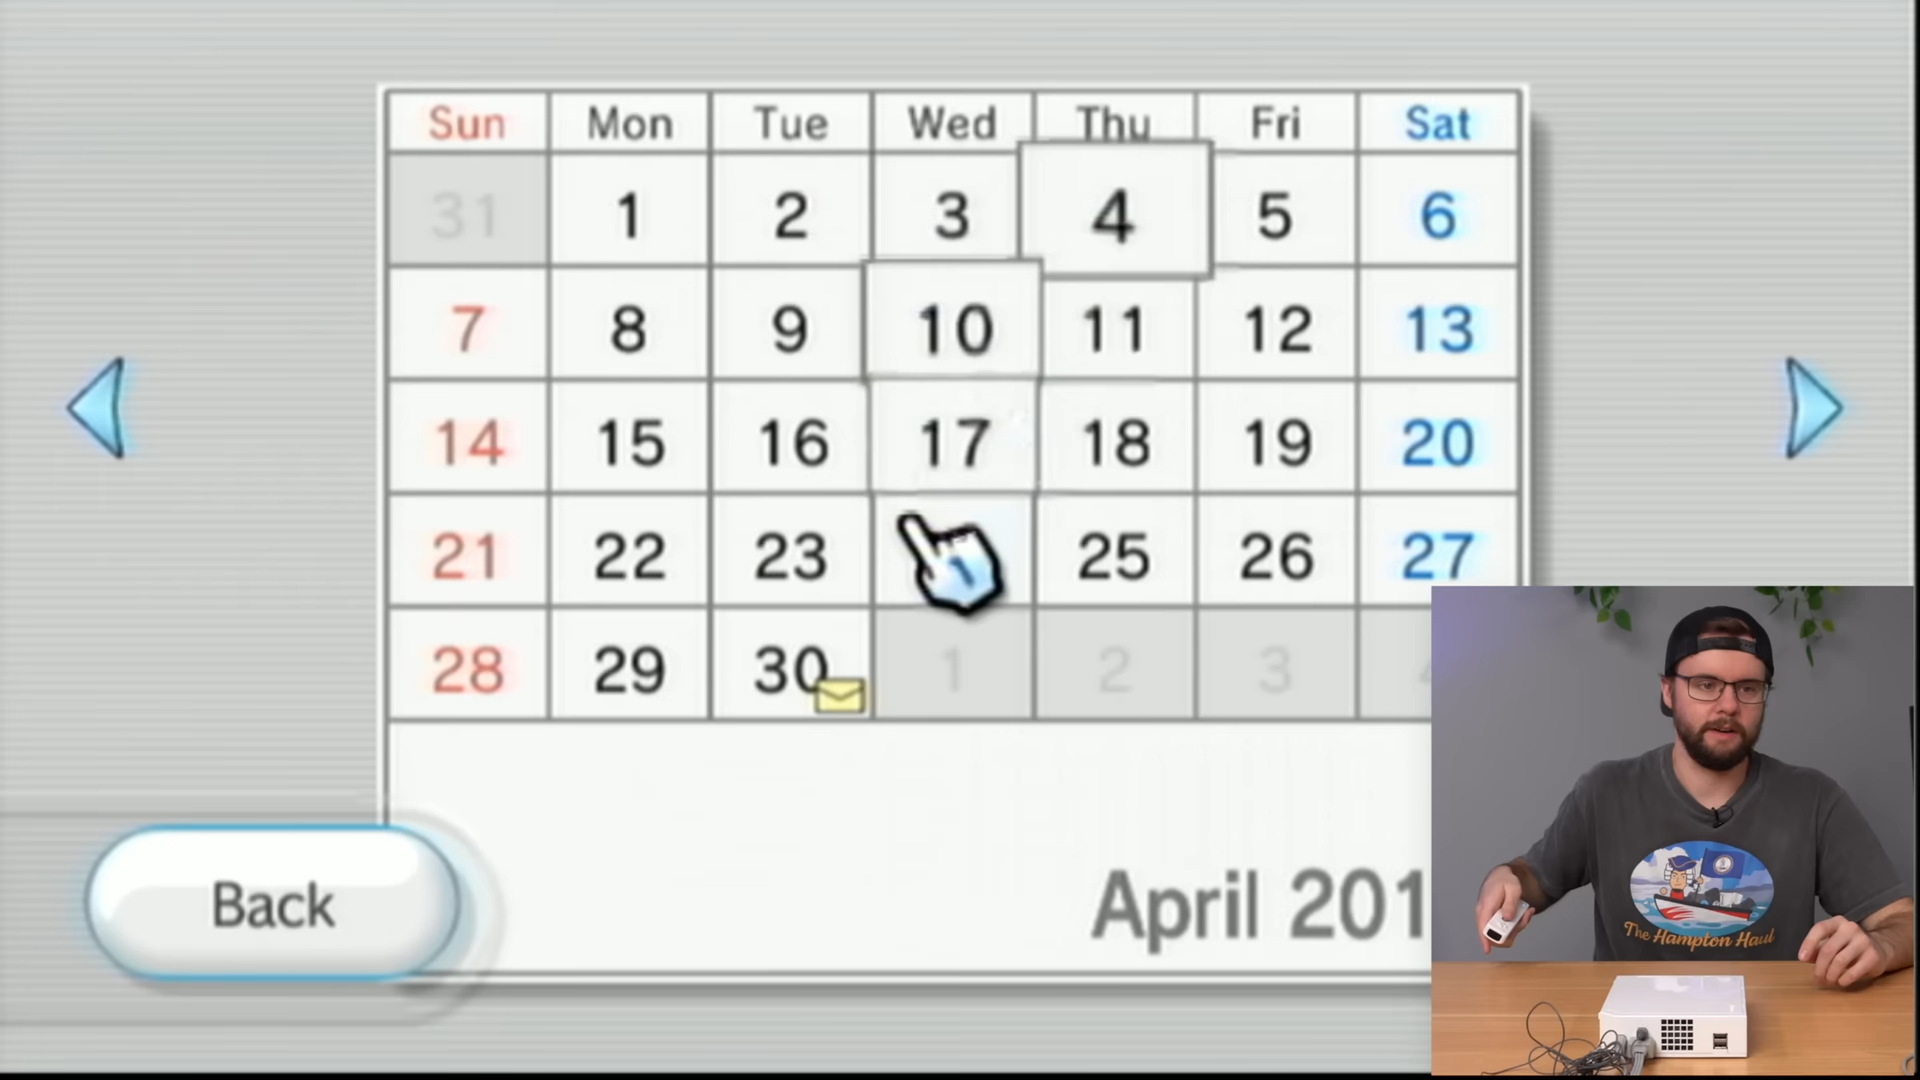 Sun Mon Tue Wed Thu Fri Sat
31 1 2 3 4 5 6
7 8 9 10 11 12 13
14 15 16 17 18 19 20
21 22 23 25 26 27
28 29 30 1 2 3
April 201
Back
The Hampton Haul